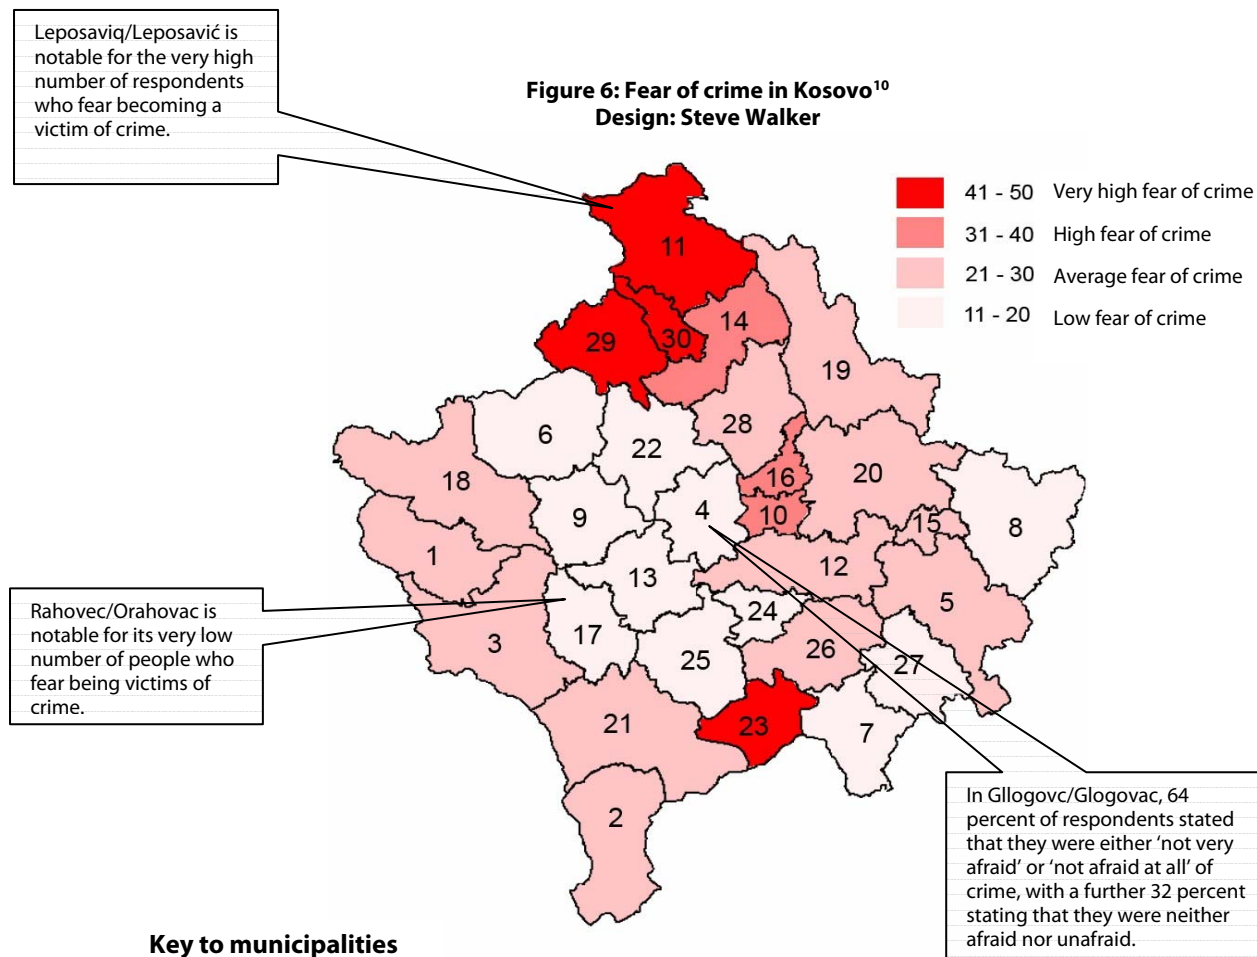 Leposaviq/Leposavić is
notable for the very high
number of respondents
who fear becoming a
victim of crime.
Figure 6: Fear of crime in Kosovo¹⁰
Design: Steve Walker
41 - 50 Very high fear of crime
31 - 40 High fear of crime
21 - 30 Average fear of crime
11 - 20 Low fear of crime
11
14
29
30
19
28
6
22
18
16
20
9
4
10
15
8
1
12
13
5
24
3
17
25
26
27
21
23
7
2
Rahovec/Orahovac is
notable for its very low
number of people who
fear being victims of
crime.
In Gllogovc/Glogovac, 64
percent of respondents stated
that they were either ‘not very
afraid’ or ‘not afraid at all’ of
crime, with a further 32 percent
stating that they were neither
afraid nor unafraid.
Key to municipalities